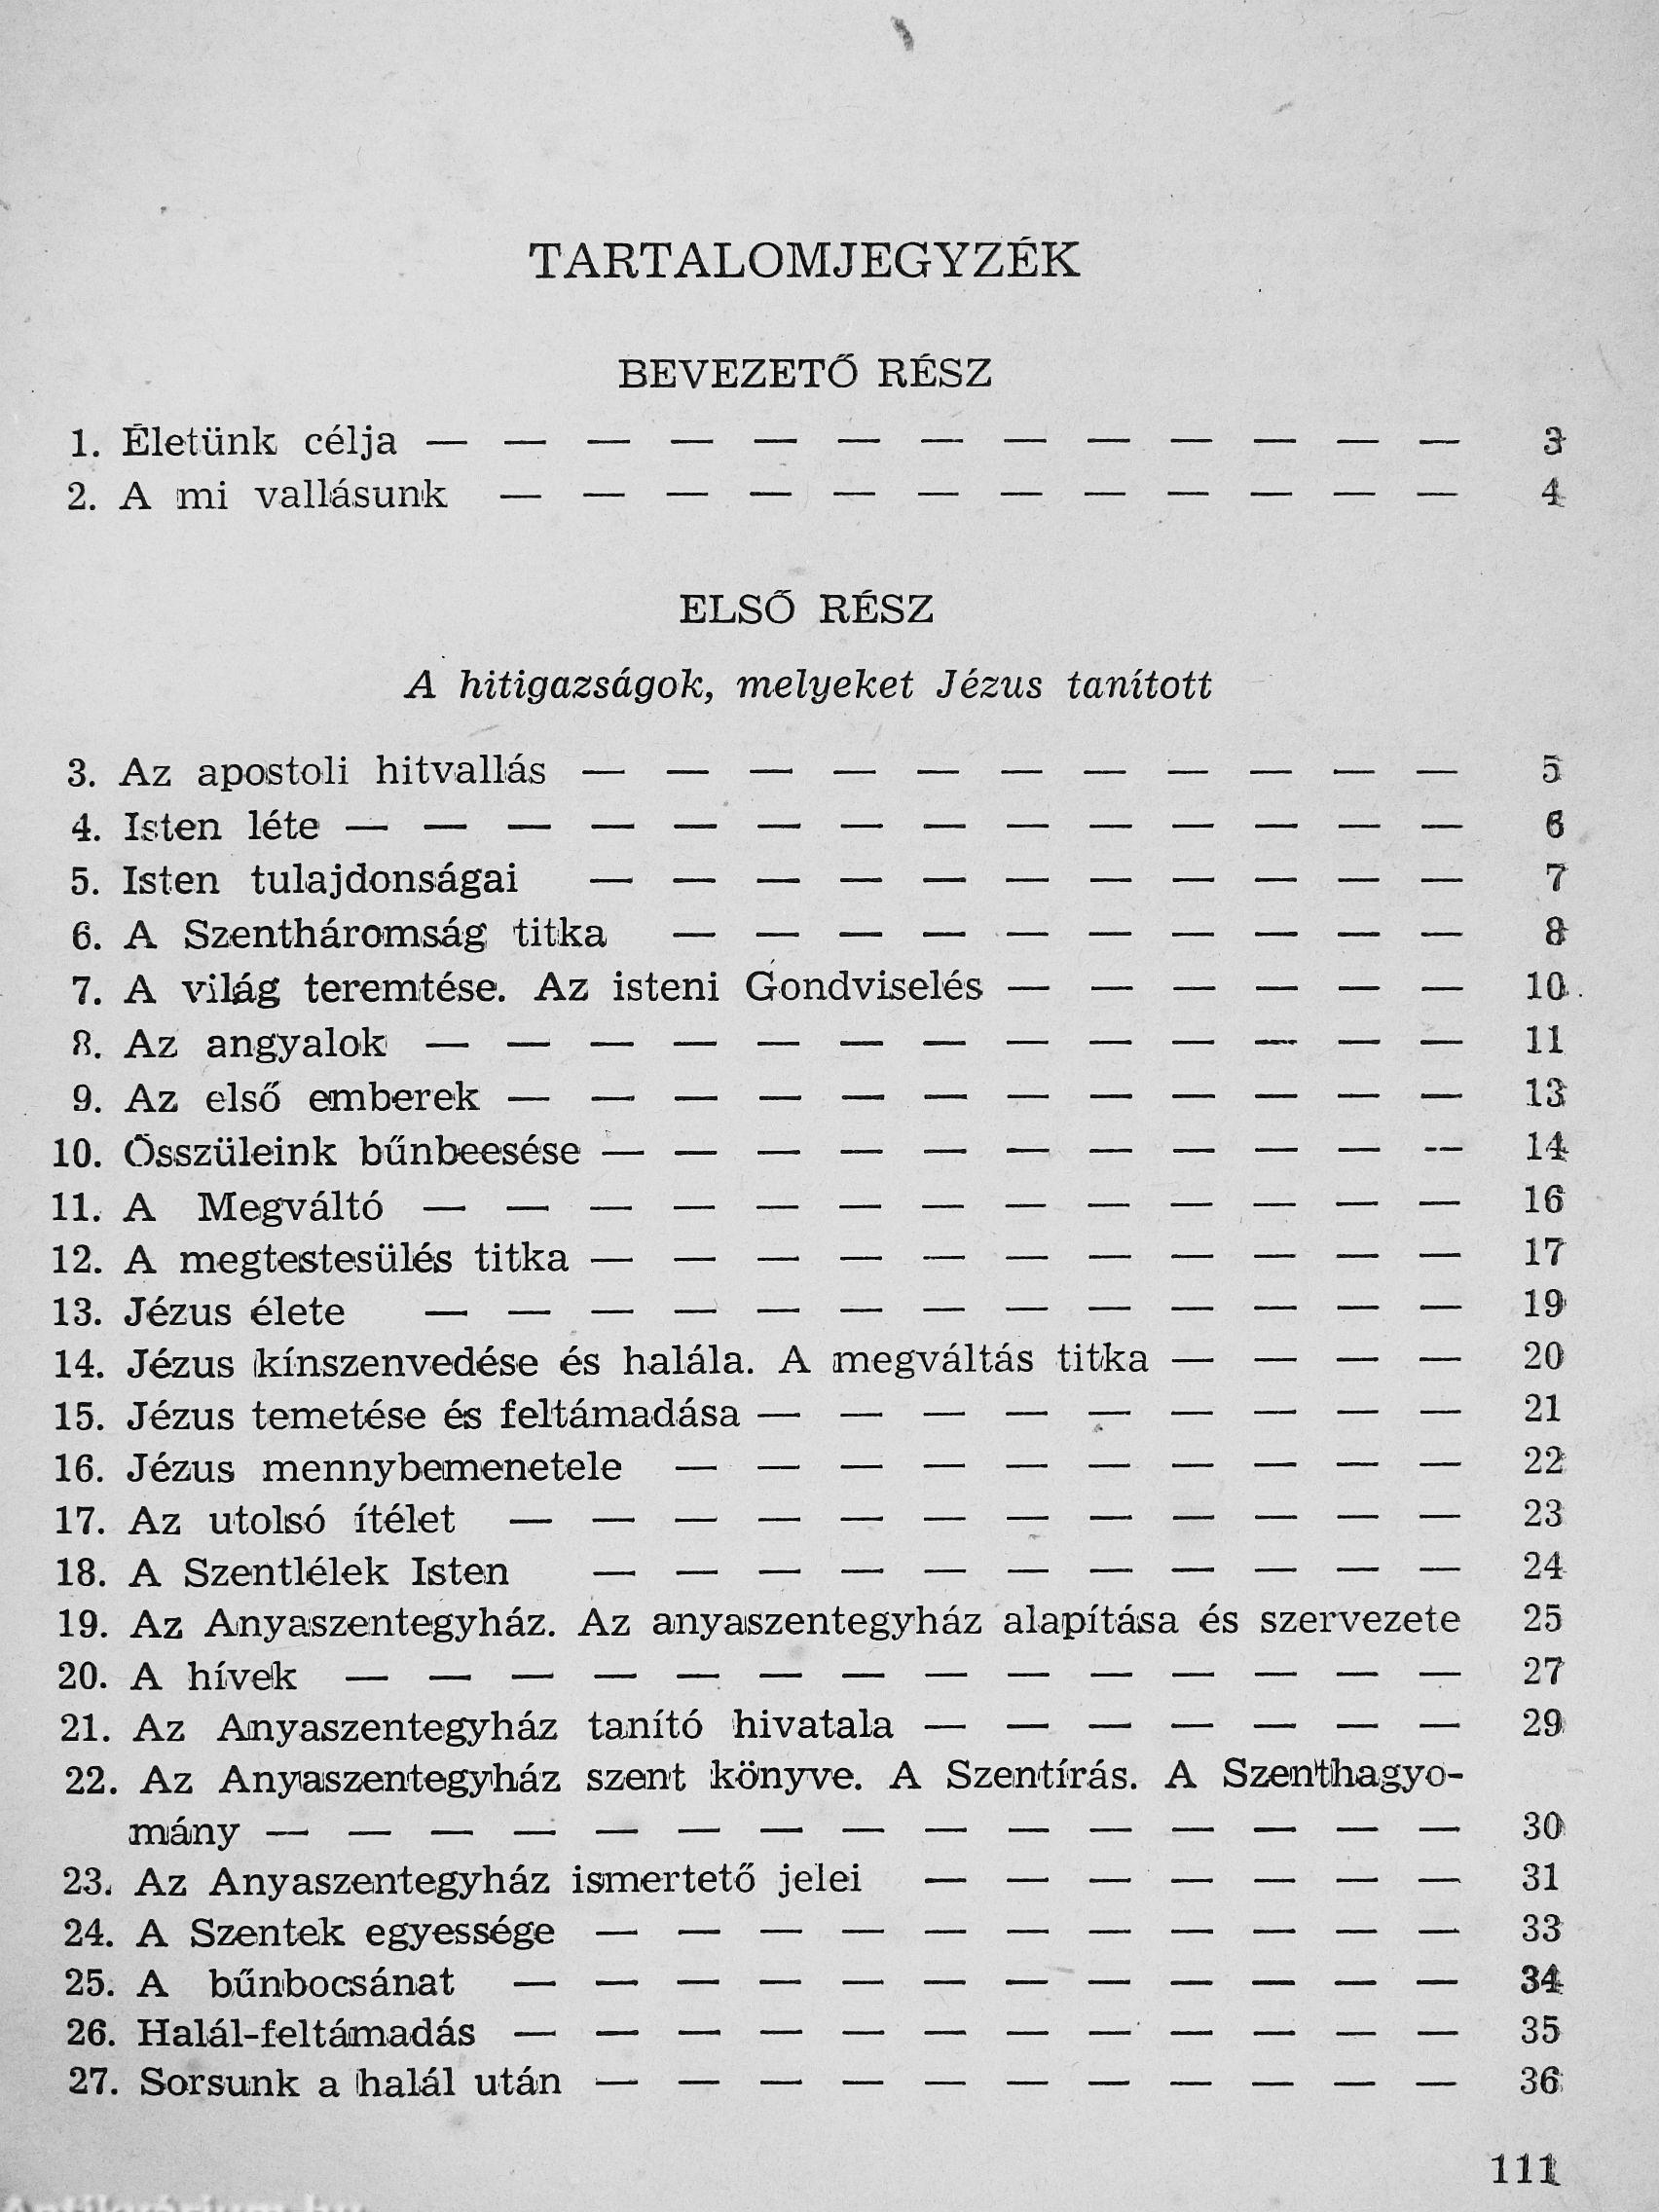 TARTALOMJEGYZÉK
BEVEZETŐ RÉSZ
1. Életünk célja — — — — — — — — — — — — — 3
2. A mi vallásunk — — — — — — — — — — — — 4
ELSŐ RÉSZ
A hitigazságok, melyeket Jézus tanított
3. Az apostoli hitvallás — — — — — — — — — — — 5
4. Isten léte — — — — — — — — — — — — — — 6
5. Isten tulajdonságai — — — — — — — — — — — 7
6. A Szentháromság titka — — — — — — — — — — 8
7. A világ teremtése. Az isteni Gondviselés — — — — — — 10
8. Az angyalok — — — — — — — — — — — — — 11
9. Az első emberek — — — — — — — — — — — — 13
10. Ősszüleink bűnbeesése — — — — — — — — — — — 14
11. A Megváltó — — — — — — — — — — — — — 16
12. A megtestesülés titka — — — — — — — — — — — 17
13. Jézus élete — — — — — — — — — — — — — 19
14. Jézus kínszenvedése és halála. A megváltás titka — — — — 20
15. Jézus temetése és feltámadása — — — — — — — — — 21
16. Jézus mennybemenetele — — — — — — — — — — 22
17. Az utolsó ítélet — — — — — — — — — — — — 23
18. A Szentlélek Isten — — — — — — — — — — — 24
19. Az Anyaszentegyház. Az anyaszentegyház alapítása és szervezete 25
20. A hívek — — — — — — — — — — — — — — 27
21. Az Anyaszentegyház tanító hivatala — — — — — — — 29
22. Az Anyaszentegyház szent könyve. A Szentírás. A Szenthagyo-
mány — — — — — — — — — — — — — — — 30
23. Az Anyaszentegyház ismertető jelei — — — — — — — 31
24. A Szentek egyessége — — — — — — — — — — — 33
25. A bűnbocsánat — — — — — — — — — — — — 34
26. Halál-feltámadás — — — — — — — — — — — — 35
27. Sorsunk a halál után — — — — — — — — — — — 36
111